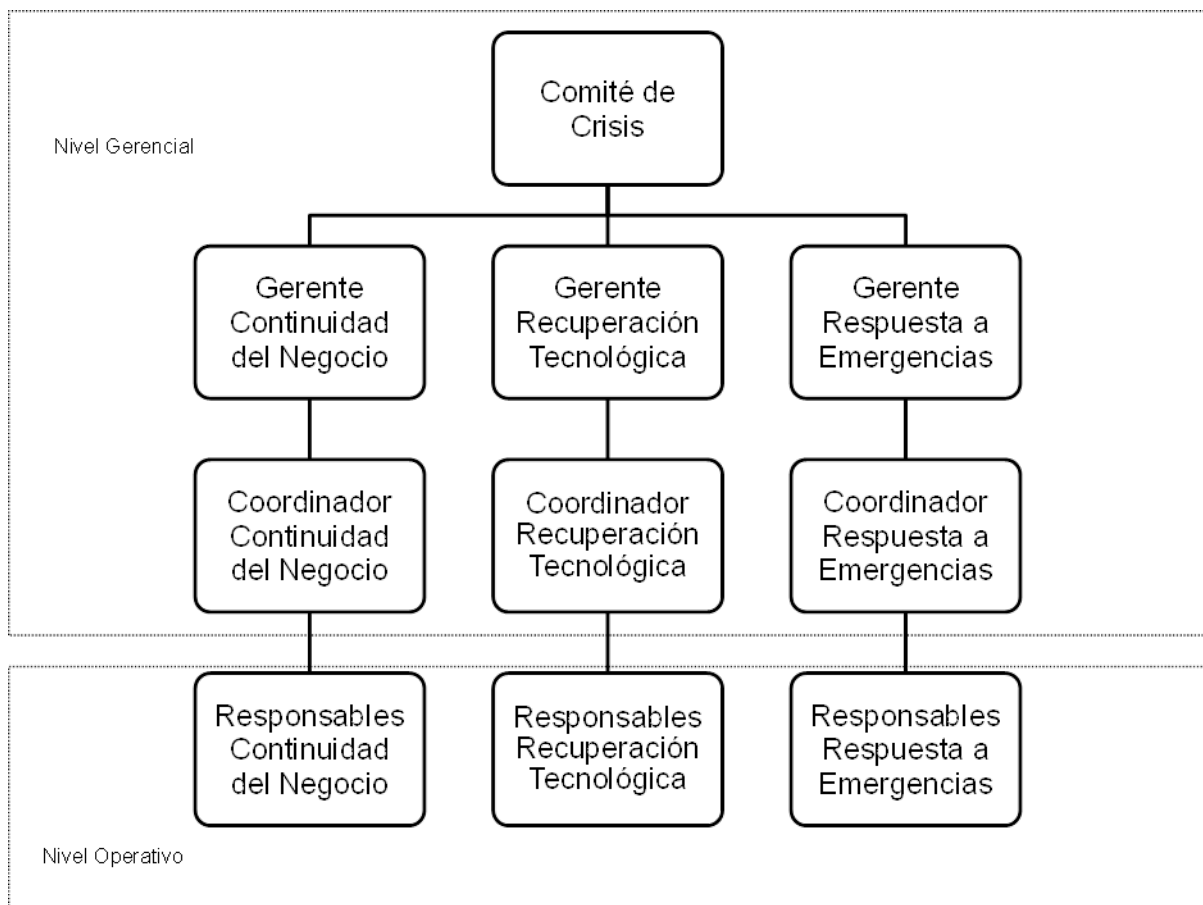 Comité de
Crisis
Nivel Gerencial
Gerente
Continuidad
del Negocio
Gerente
Recuperación
Tecnológica
Gerente
Respuesta a
Emergencias
Coordinador
Continuidad
del Negocio
Coordinador
Recuperación
Tecnológica
Coordinador
Respuesta a
Emergencias
Responsables
Continuidad
del Negocio
Responsables
Recuperación
Tecnológica
Responsables
Respuesta a
Emergencias
Nivel Operativo